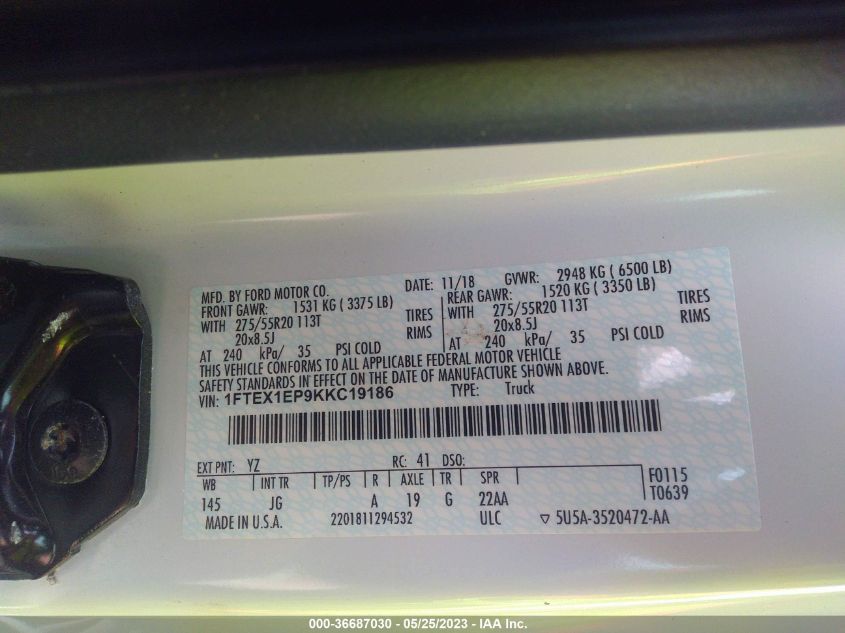 MFD. BY FORD MOTOR CO. DATE: 11/18 GVWR: 2948 KG ( 6500 LB)
FRONT GAWR: 1531 KG ( 3375 LB) REAR GAWR: 1520 KG ( 3350 LB)
WITH 275/55R20 113T TIRES WITH 275/55R20 113T TIRES
20x8.5J RIMS 20x8.5J RIMS
AT 240 kPa/ 35 PSI COLD AT 240 kPa/ 35 PSI COLD
THIS VEHICLE CONFORMS TO ALL APPLICABLE FEDERAL MOTOR VEHICLE
SAFETY STANDARDS IN EFFECT ON THE DATE OF MANUFACTURE SHOWN ABOVE.
VIN: 1FTEX1EP9KKC19186 TYPE: Truck
EXT PNT: YZ RC: 41 DSO:
WB INT TR TP/PS R AXLE TR SPR F0115
145 JG A 19 G 22AA T0639
MADE IN U.S.A. 2201811294532 ULC ▽ 5U5A-3520472-AA
000-36687030 - 05/25/2023 - IAA Inc.